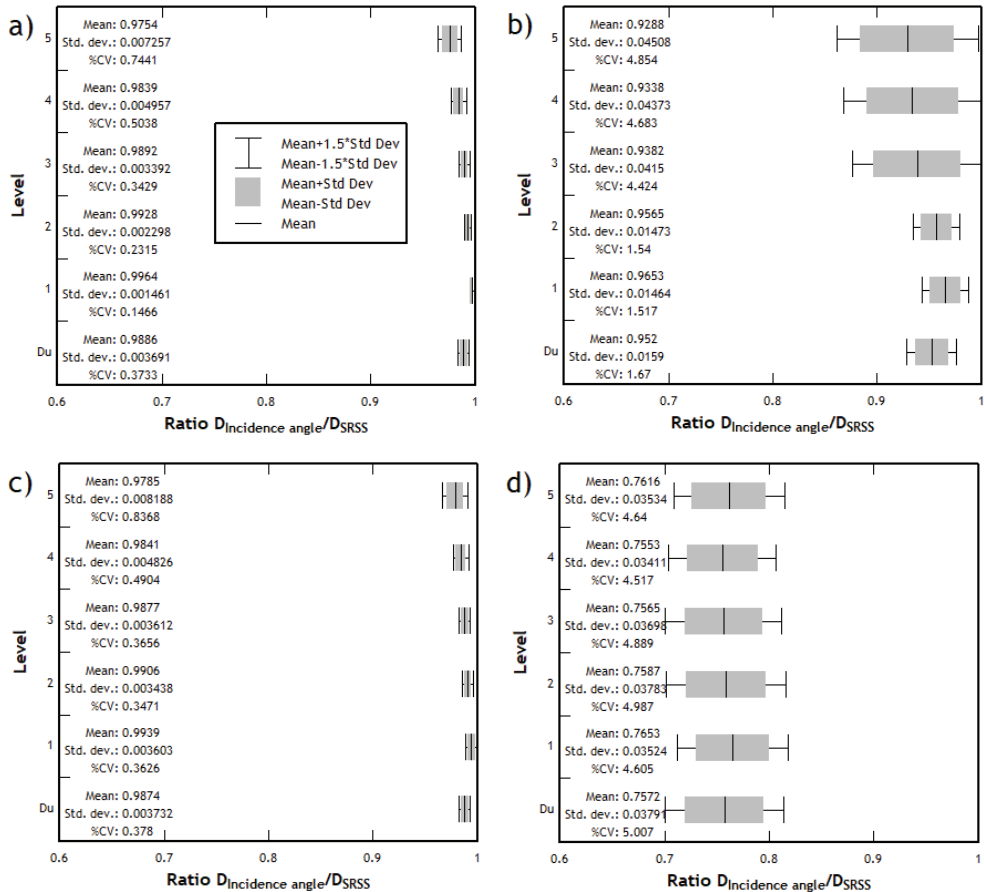 a)
5
Mean: 0.9754
Std. dev.: 0.007257
%CV: 0.7441
4
Mean: 0.9839
Std. dev.: 0.004957
%CV: 0.5038
3
Mean: 0.9892
Std. dev.: 0.003392
%CV: 0.3429
2
Mean: 0.9928
Std. dev.: 0.002298
%CV: 0.2315
1
Mean: 0.9964
Std. dev.: 0.001461
%CV: 0.1466
Du
Mean: 0.9886
Std. dev.: 0.003691
%CV: 0.3733
Level
Mean+1.5*Std Dev
Mean-1.5*Std Dev
Mean+Std Dev
Mean-Std Dev
Mean
0.6 0.7 0.8 0.9 1
Ratio DIncidence angle/DSRSS
b)
5
Mean: 0.9288
Std. dev.: 0.04508
%CV: 4.854
4
Mean: 0.9338
Std. dev.: 0.04373
%CV: 4.683
3
Mean: 0.9382
Std. dev.: 0.0415
%CV: 4.424
2
Mean: 0.9565
Std. dev.: 0.01473
%CV: 1.54
1
Mean: 0.9653
Std. dev.: 0.01464
%CV: 1.517
Du
Mean: 0.952
Std. dev.: 0.0159
%CV: 1.67
Level
0.6 0.7 0.8 0.9 1
Ratio DIncidence angle/DSRSS
c)
5
Mean: 0.9785
Std. dev.: 0.008188
%CV: 0.8368
4
Mean: 0.9841
Std. dev.: 0.004826
%CV: 0.4904
3
Mean: 0.9877
Std. dev.: 0.003612
%CV: 0.3656
2
Mean: 0.9906
Std. dev.: 0.003438
%CV: 0.3471
1
Mean: 0.9939
Std. dev.: 0.003603
%CV: 0.3626
Du
Mean: 0.9874
Std. dev.: 0.003732
%CV: 0.378
Level
0.6 0.7 0.8 0.9 1
Ratio DIncidence angle/DSRSS
d)
5
Mean: 0.7616
Std. dev.: 0.03534
%CV: 4.64
4
Mean: 0.7553
Std. dev.: 0.03411
%CV: 4.517
3
Mean: 0.7565
Std. dev.: 0.03698
%CV: 4.889
2
Mean: 0.7587
Std. dev.: 0.03783
%CV: 4.987
1
Mean: 0.7653
Std. dev.: 0.03524
%CV: 4.605
Du
Mean: 0.7572
Std. dev.: 0.03791
%CV: 5.007
Level
0.6 0.7 0.8 0.9 1
Ratio DIncidence angle/DSRSS